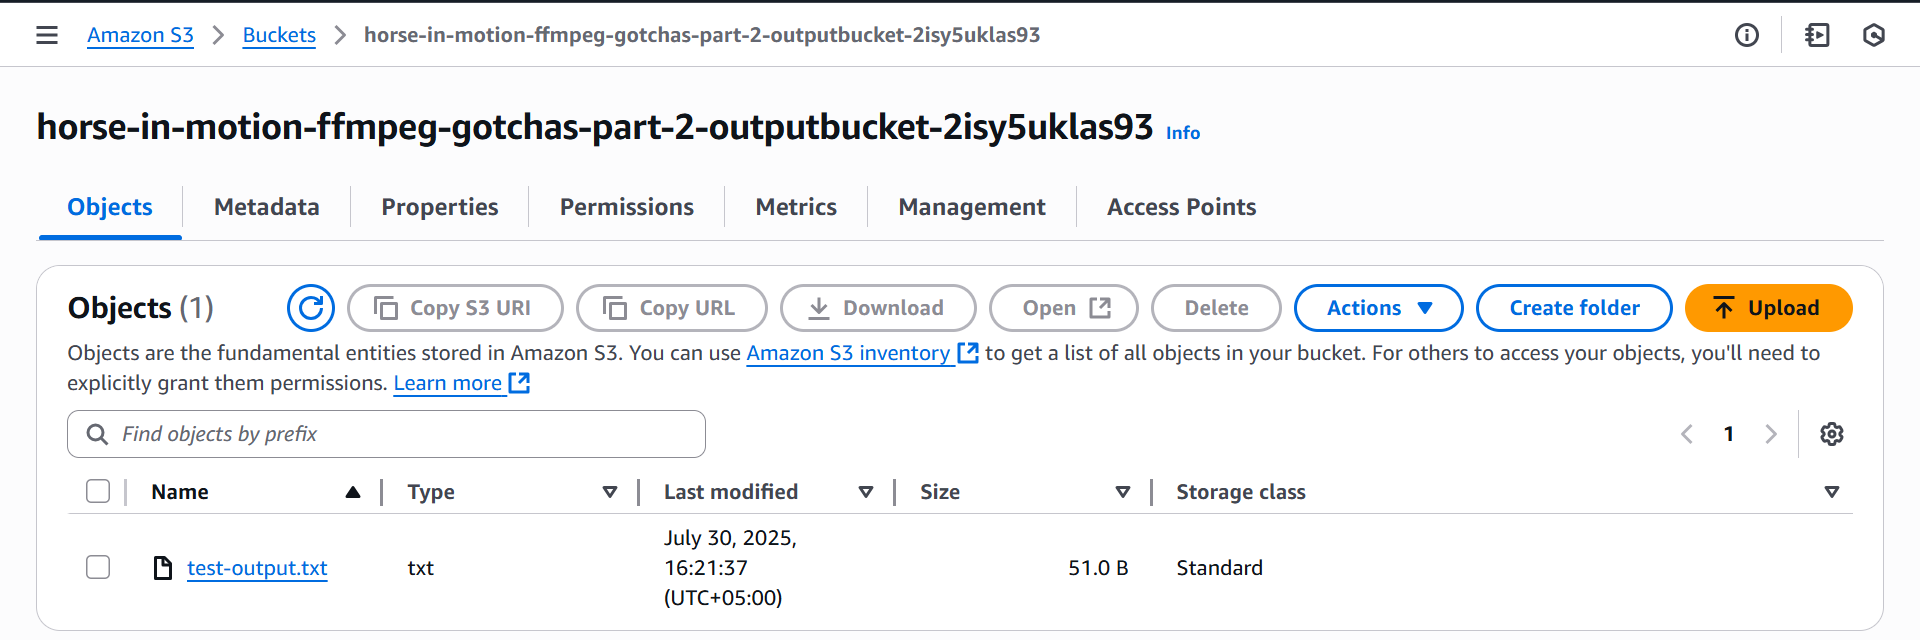 Amazon S3 > Buckets > horse-in-motion-ffmpeg-gotchas-part-2-outputbucket-2isy5uklas93
horse-in-motion-ffmpeg-gotchas-part-2-outputbucket-2isy5uklas93 Info
Objects Metadata Properties Permissions Metrics Management Access Points
Objects (1) Copy S3 URI Copy URL Download Open Delete Actions Create folder Upload
Objects are the fundamental entities stored in Amazon S3. You can use Amazon S3 inventory to get a list of all objects in your bucket. For others to access your objects, you'll need to
explicitly grant them permissions. Learn more
Find objects by prefix 1
Name Type Last modified Size Storage class
July 30, 2025,
test-output.txt txt 16:21:37 51.0 B Standard
(UTC+05:00)